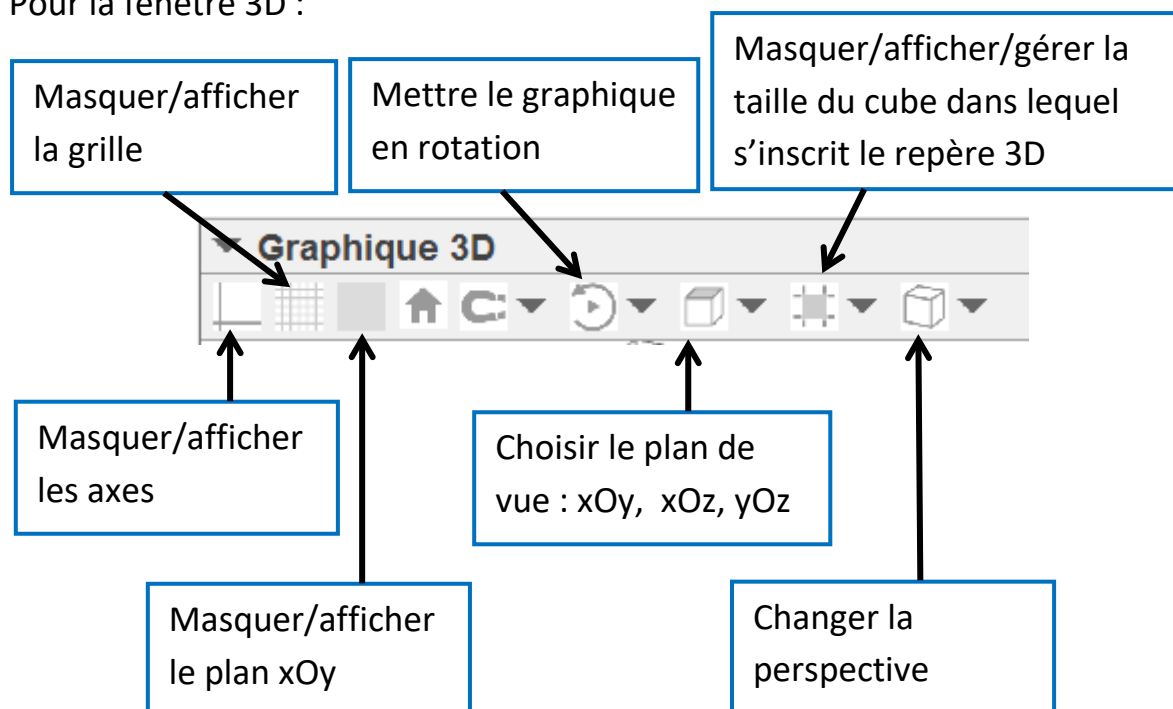 Pour la fenêtre 3D :
Masquer/afficher
la grille
Mettre le graphique
en rotation
Masquer/afficher/gérer la
taille du cube dans lequel
s’inscrit le repère 3D
Graphique 3D
Masquer/afficher
les axes
Choisir le plan de
vue : xOy, xOz, yOz
Masquer/afficher
le plan xOy
Changer la
perspective